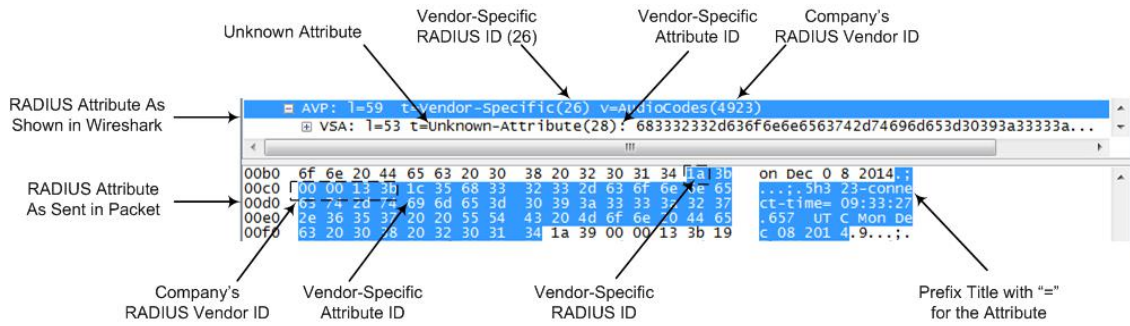 Unknown Attribute
Vendor-Specific
RADIUS ID (26)
Vendor-Specific
Attribute ID
Company's
RADIUS Vendor ID
RADIUS Attribute As
Shown in Wireshark
AVP: l=59 t=Vendor-Specific(26) v=AudioCodes(4923)
VSA: l=53 t=Unknown-Attribute(28): 683332332d636f6e6e6563742d74696d653d30393a33333a...
RADIUS Attribute
As Sent in Packet
00b0 6f 6e 20 44 65 63 20 30 38 20 32 30 31 34 1a 3b on Dec 0 8 2014.;
00c0 00 00 13 3b 1c 35 68 33 32 33 2d 63 6f 6e 6e 65 ...;.5h3 23-conne
00d0 63 74 2d 74 69 6d 65 3d 30 39 3a 33 33 3a 32 37 ct-time= 09:33:27
00e0 2e 36 35 37 20 20 55 54 43 20 4d 6f 6e 20 44 65 .657 UT C Mon De
00f0 63 20 30 38 20 32 30 31 34 1a 39 00 00 13 3b 19 c 08 201 4.9...;.
Company's
RADIUS Vendor ID
Vendor-Specific
Attribute ID
Vendor-Specific
RADIUS ID
Prefix Title with “=”
for the Attribute